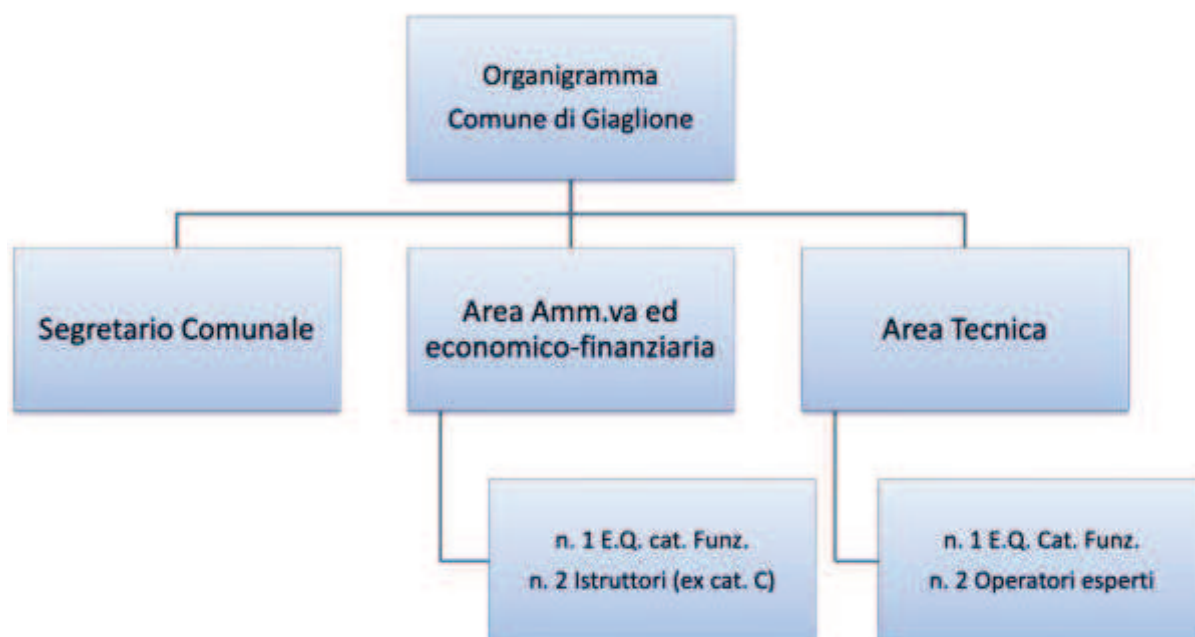 Organigramma
Comune di Giaglione
Segretario Comunale
Area Amm.va ed
economico-finanziaria
Area Tecnica
n. 1 E.Q. cat. Funz.
n. 2 Istruttori (ex cat. C)
n. 1 E.Q. Cat. Funz.
n. 2 Operatori esperti